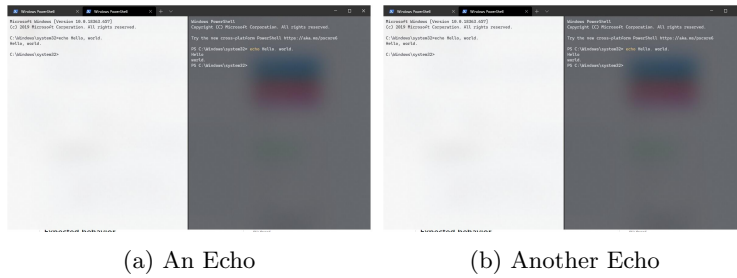 Windows PowerShell
Windows PowerShell
Microsoft Windows [Version 10.0.18363.657]
(c) 2019 Microsoft Corporation. All rights reserved.
C:\Windows\system32>echo Hello, world.
Hello, world.
C:\Windows\system32>
Windows PowerShell
Copyright (C) Microsoft Corporation. All rights reserved.
Try the new cross-platform PowerShell https://aka.ms/pscore6
PS C:\Windows\system32> echo Hello, world.
Hello
world.
PS C:\Windows\system32>
Expected behavior
(a) An Echo
Windows PowerShell
Windows PowerShell
Microsoft Windows [Version 10.0.18363.657]
(c) 2019 Microsoft Corporation. All rights reserved.
C:\Windows\system32>echo Hello, world.
Hello, world.
C:\Windows\system32>
Windows PowerShell
Copyright (C) Microsoft Corporation. All rights reserved.
Try the new cross-platform PowerShell https://aka.ms/pscore6
PS C:\Windows\system32> echo Hello, world.
Hello
world.
PS C:\Windows\system32>
Expected behavior
(b) Another Echo